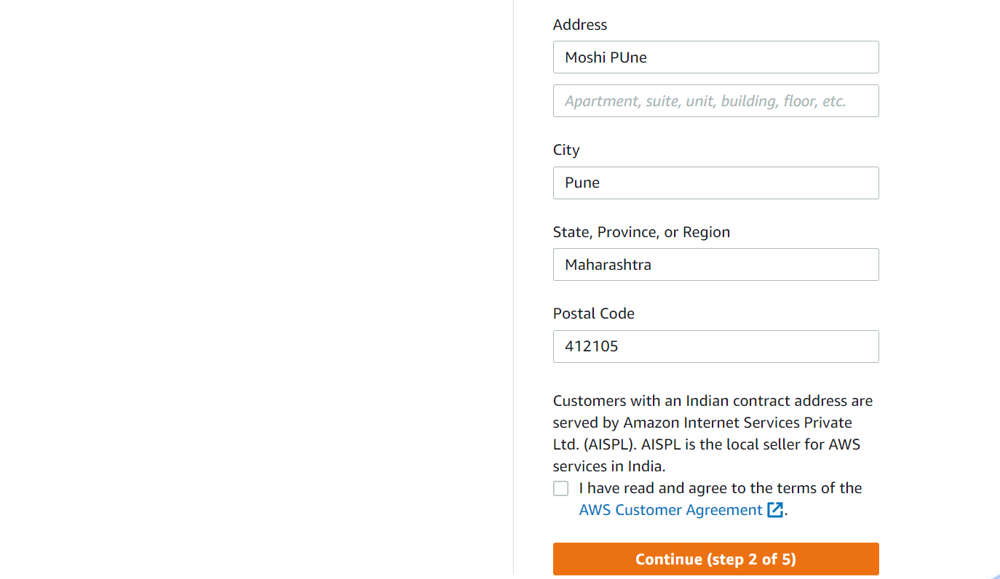 Address
Moshi PUne
Apartment, suite, unit, building, floor, etc.
City
Pune
State, Province, or Region
Maharashtra
Postal Code
412105
Customers with an Indian contract address are
served by Amazon Internet Services Private
Ltd. (AISPL). AISPL is the local seller for AWS
services in India.
I have read and agree to the terms of the
AWS Customer Agreement.
Continue (step 2 of 5)